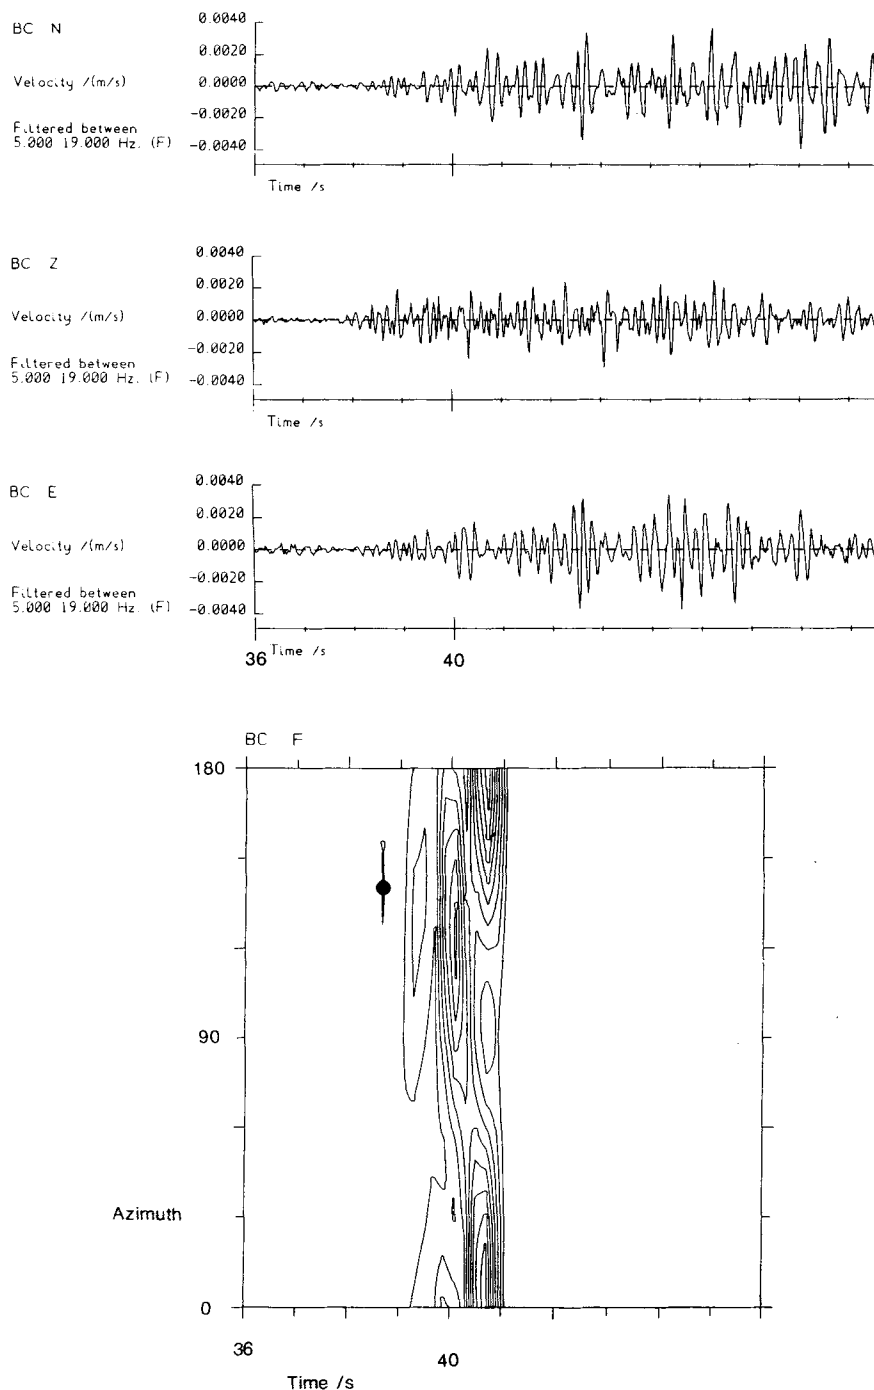 BC N
0.0040
0.0020
Velocity /(m/s) 0.0000
-0.0020
Filtered between
5.000 19.000 Hz. (F) -0.0040
Time /s
BC Z
0.0040
0.0020
Velocity /(m/s) 0.0000
-0.0020
Filtered between
5.000 19.000 Hz. (F) -0.0040
Time /s
BC E
0.0040
0.0020
Velocity /(m/s) 0.0000
-0.0020
Filtered between
5.000 19.000 Hz. (F) -0.0040
36 Time /s 40
BC F
180
90
Azimuth
0
36 40
Time /s